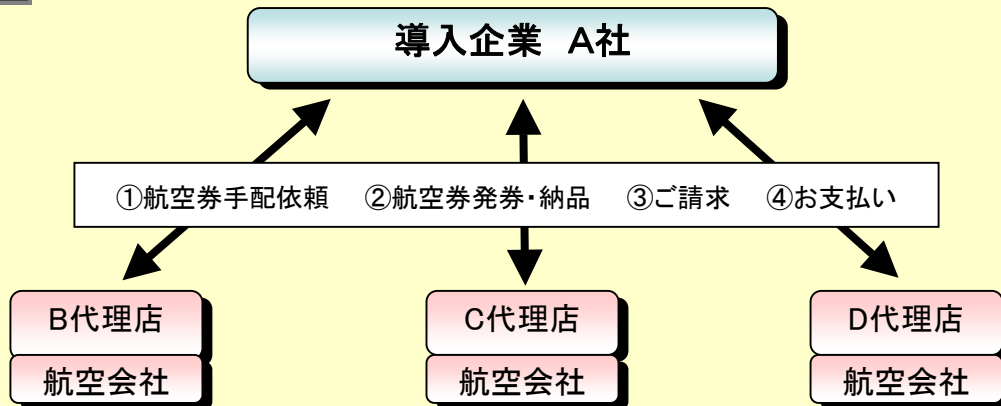 導入企業　A社
①航空券手配依頼　②航空券発券・納品　③ご請求　④お支払い
B代理店
航空会社
C代理店
航空会社
D代理店
航空会社